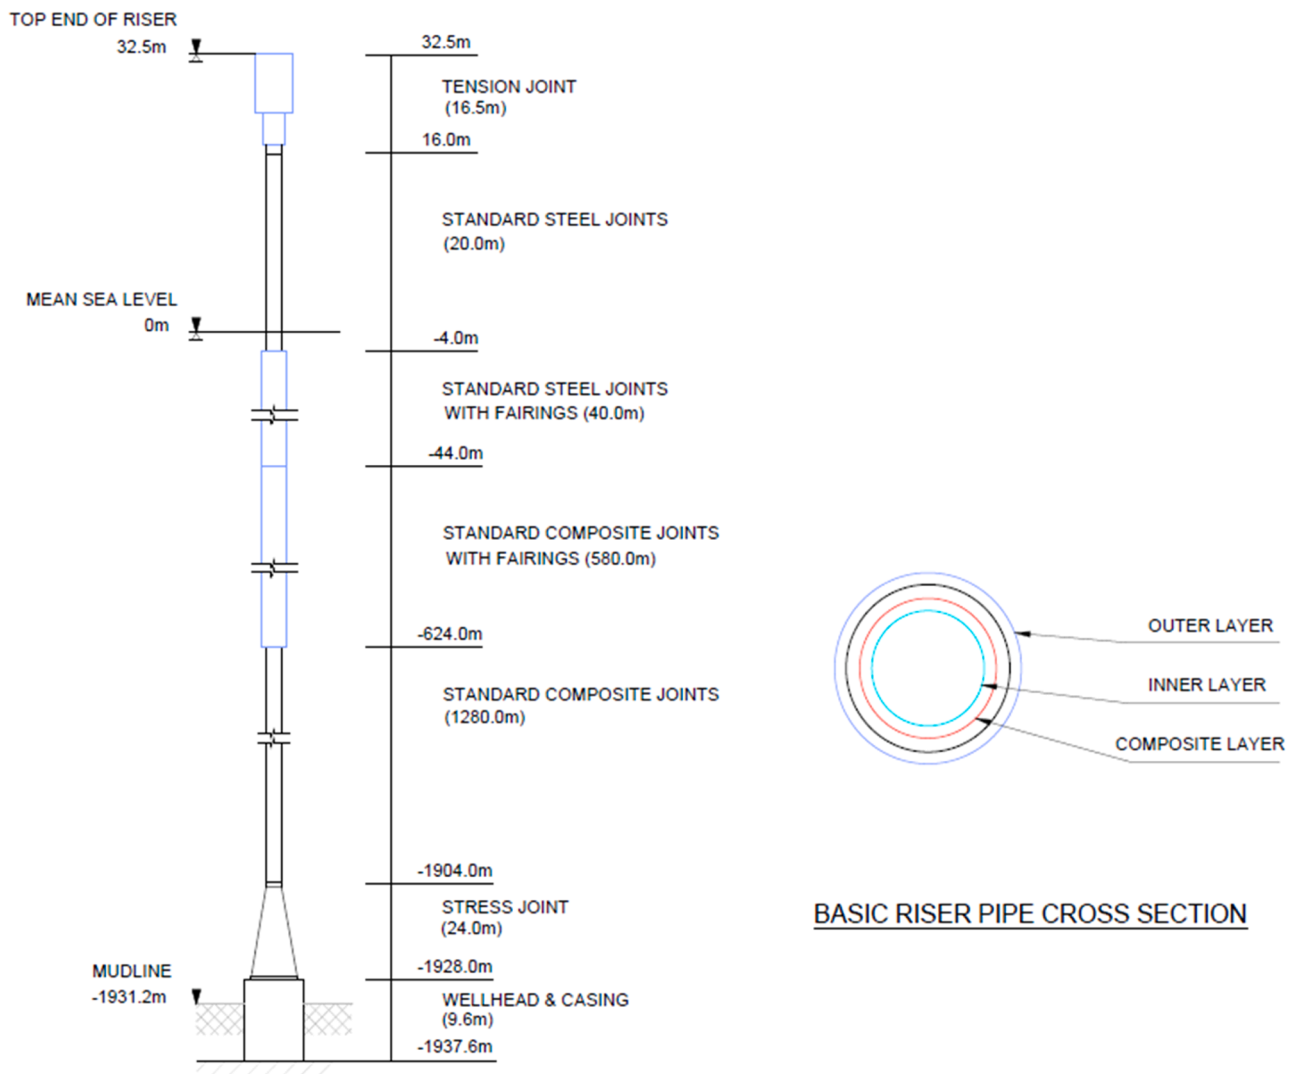 TOP END OF RISER
32.5m
32.5m
TENSION JOINT
(16.5m)
16.0m
STANDARD STEEL JOINTS
(20.0m)
MEAN SEA LEVEL
0m
-4.0m
STANDARD STEEL JOINTS
WITH FAIRINGS (40.0m)
-44.0m
STANDARD COMPOSITE JOINTS
WITH FAIRINGS (580.0m)
-624.0m
STANDARD COMPOSITE JOINTS
(1280.0m)
-1904.0m
STRESS JOINT
(24.0m)
-1928.0m
MUDLINE
-1931.2m
WELLHEAD & CASING
(9.6m)
-1937.6m
OUTER LAYER
INNER LAYER
COMPOSITE LAYER
BASIC RISER PIPE CROSS SECTION